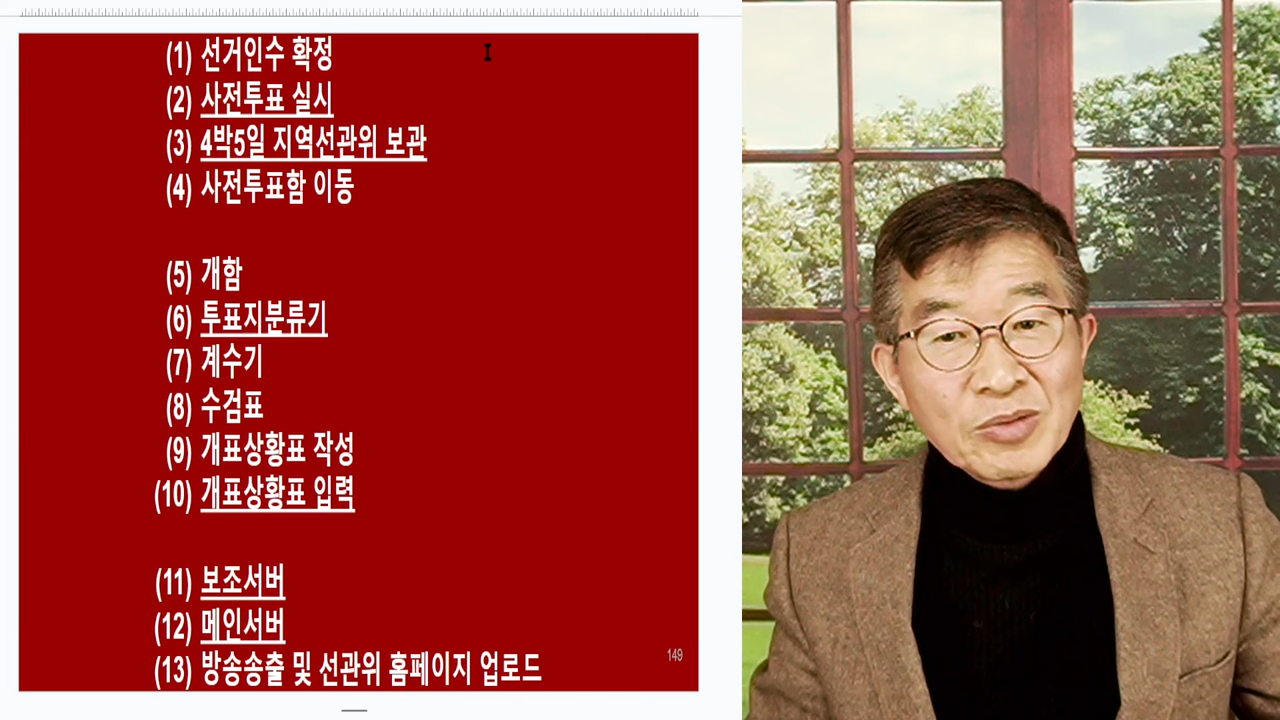 (1) 선거인수 확정
(2) 사전투표 실시
(3) 4박5일 지역선관위 보관
(4) 사전투표함 이동
(5) 개함
(6) 투표지분류기
(7) 계수기
(8) 수검표
(9) 개표상황표 작성
(10) 개표상황표 입력
(11) 보조서버
(12) 메인서버
(13) 방송송출 및 선관위 홈페이지 업로드
149